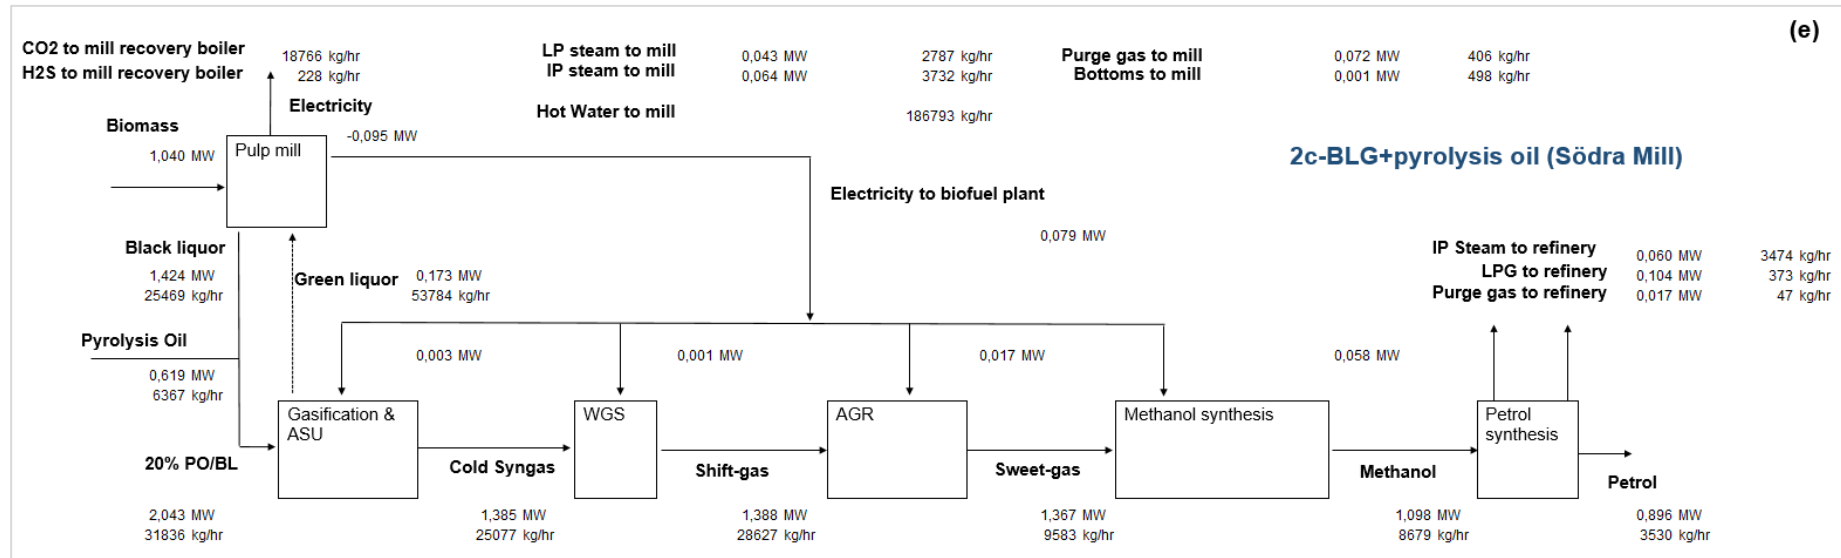 (e)
CO2 to mill recovery boiler 18766 kg/hr
H2S to mill recovery boiler 228 kg/hr
LP steam to mill 0,043 MW 2787 kg/hr
IP steam to mill 0,064 MW 3732 kg/hr
Hot Water to mill 186793 kg/hr
Purge gas to mill 0,072 MW 406 kg/hr
Bottoms to mill 0,001 MW 498 kg/hr
Electricity
-0,095 MW
Biomass
1,040 MW
Pulp mill
2c-BLG+pyrolysis oil (Södra Mill)
Electricity to biofuel plant
0,079 MW
Black liquor
1,424 MW
25469 kg/hr
Green liquor 0,173 MW
53784 kg/hr
IP Steam to refinery 0,060 MW 3474 kg/hr
LPG to refinery 0,104 MW 373 kg/hr
Purge gas to refinery 0,017 MW 47 kg/hr
Pyrolysis Oil
0,619 MW
6367 kg/hr
0,003 MW
0,001 MW
0,017 MW
0,058 MW
Gasification &
ASU
WGS
AGR
Methanol synthesis
Petrol
synthesis
20% PO/BL
2,043 MW
31836 kg/hr
Cold Syngas
1,385 MW
25077 kg/hr
Shift-gas
1,388 MW
28627 kg/hr
Sweet-gas
1,367 MW
9583 kg/hr
Methanol
1,098 MW
8679 kg/hr
Petrol
0,896 MW
3530 kg/hr